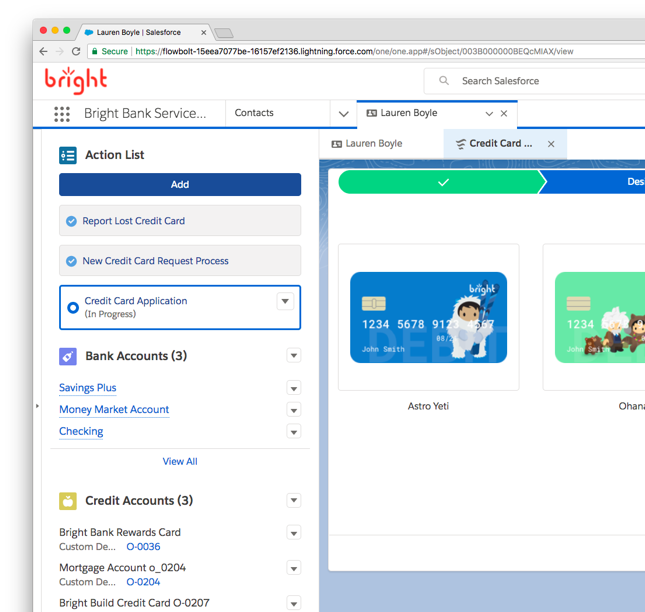 Lauren Boyle | Salesforce
Secure | https://flowbolt-15eea7077be-16157ef2136.lightning.force.com/one/one.app#/sObject/003B000000BEQcMIAX/view
bright
Search Salesforce
Bright Bank Service...
Contacts
Lauren Boyle
Lauren Boyle
Credit Card ...
Action List
Add
Des
Report Lost Credit Card
New Credit Card Request Process
Credit Card Application
(In Progress)
bright
1234 5678 9123 4567
DEBIT
John Smith
1234
John Smi
Astro Yeti
Ohana
Bank Accounts (3)
Savings Plus
Money Market Account
Checking
View All
Credit Accounts (3)
Bright Bank Rewards Card
Custom De... O-0036
Mortgage Account o_0204
Custom De... O-0204
Bright Build Credit Card O-0207